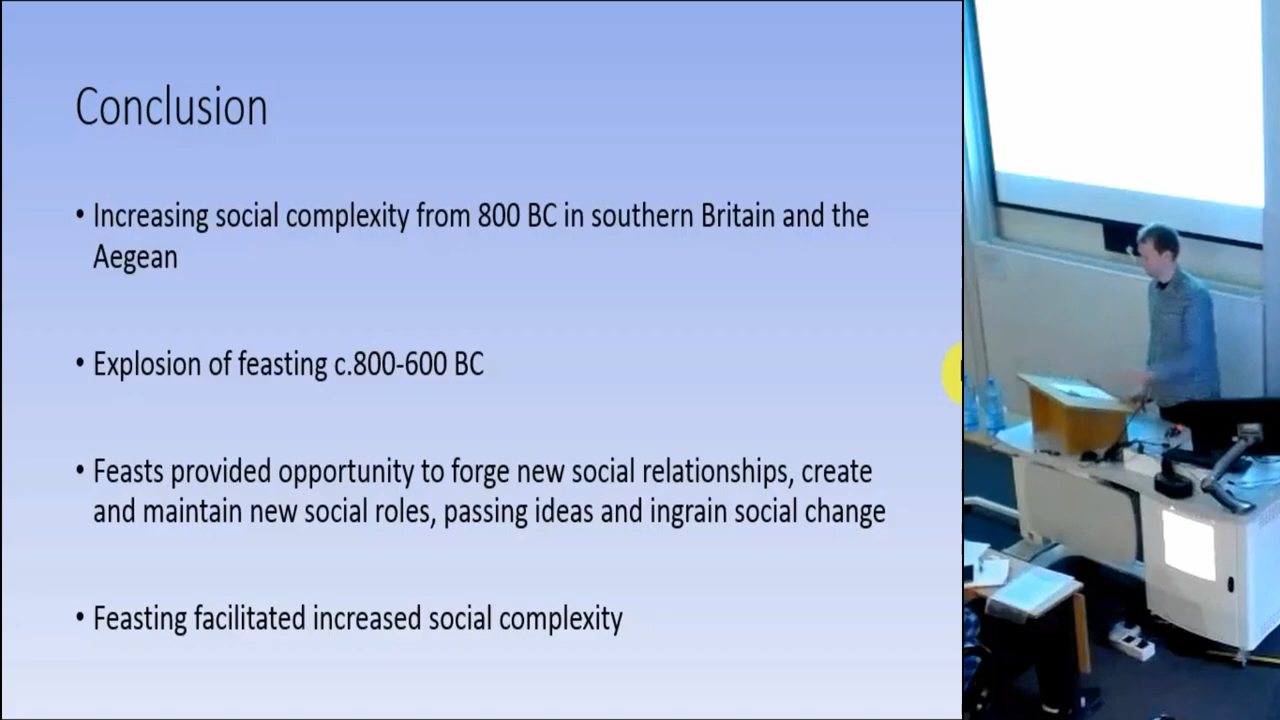 Conclusion
• Increasing social complexity from 800 BC in southern Britain and the
Aegean
• Explosion of feasting c.800-600 BC
• Feasts provided opportunity to forge new social relationships, create
and maintain new social roles, passing ideas and ingrain social change
• Feasting facilitated increased social complexity